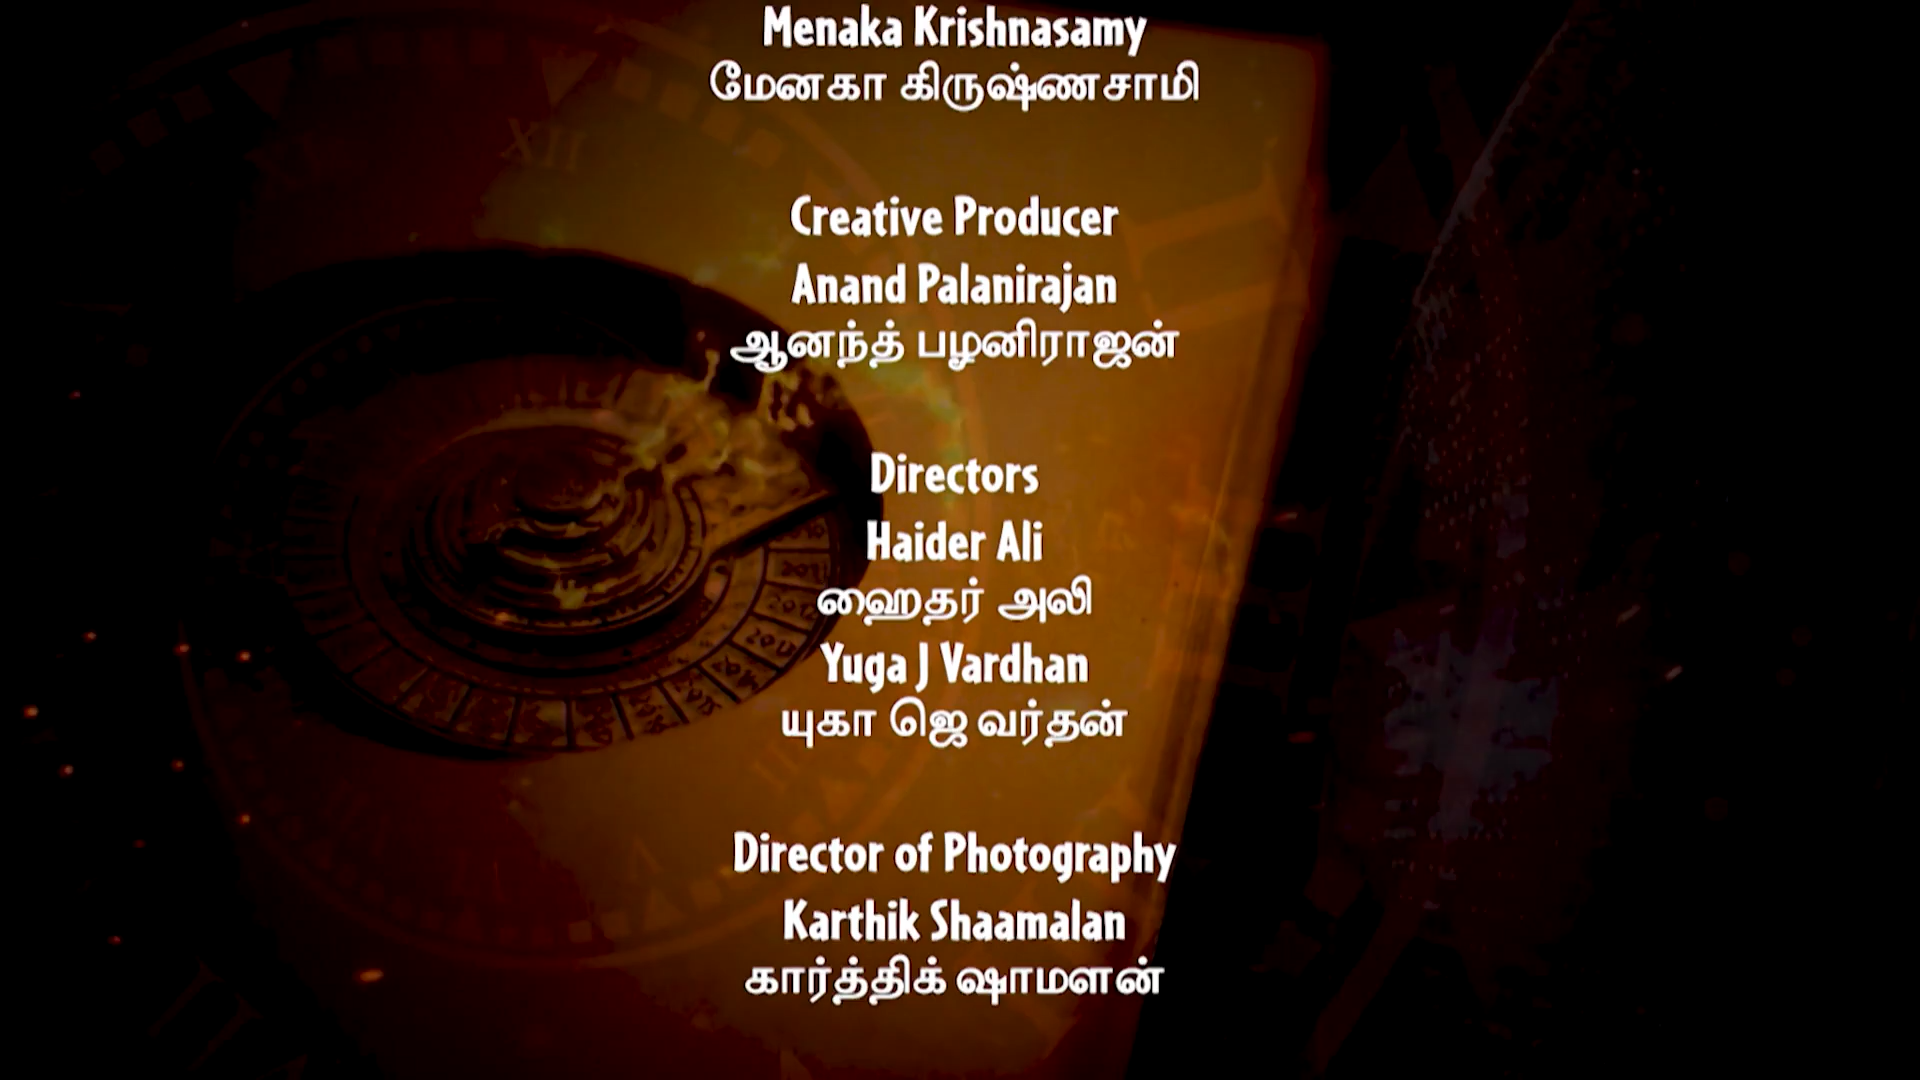 Menaka Krishnasamy
மேனகா கிருஷ்ணசாமி
Creative Producer
Anand Palanirajan
ஆனந்த் பழனிராஜன்
Directors
Haider Ali
ஹைதர் அலி
Yuga J Vardhan
யுகா ஜெ வர்தன்
Director of Photography
Karthik Shaamalan
கார்த்திக் ஷாமளன்
XII